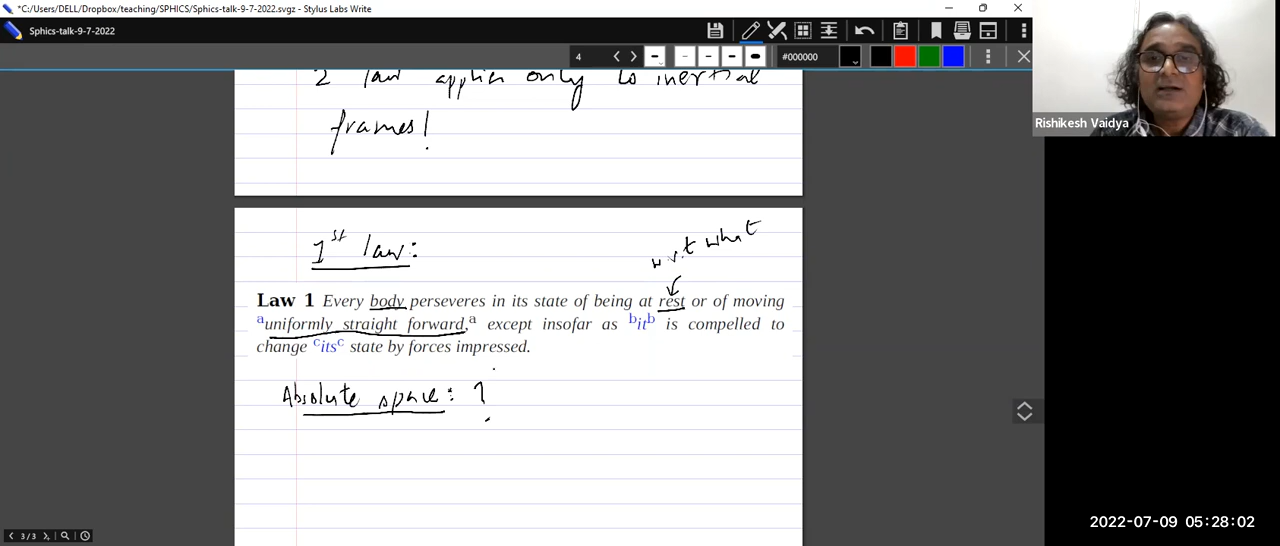 *C:/Users/DELL/Dropbox/teaching/SPHICS/Sphics-talk-9-7-2022.svgz - Stylus Labs Write
Sphics-talk-9-7-2022
4
#000000
Rishikesh Vaidya
2 law applies only to inertial
frames!
1st law:
w.r.t what
Law 1 Every body perseveres in its state of being at rest or of moving
auniformly straight forward,a except insofar as bitb is compelled to
change citsc state by forces impressed.
Absolute space: ?
3/3
2022-07-09 05:28:02